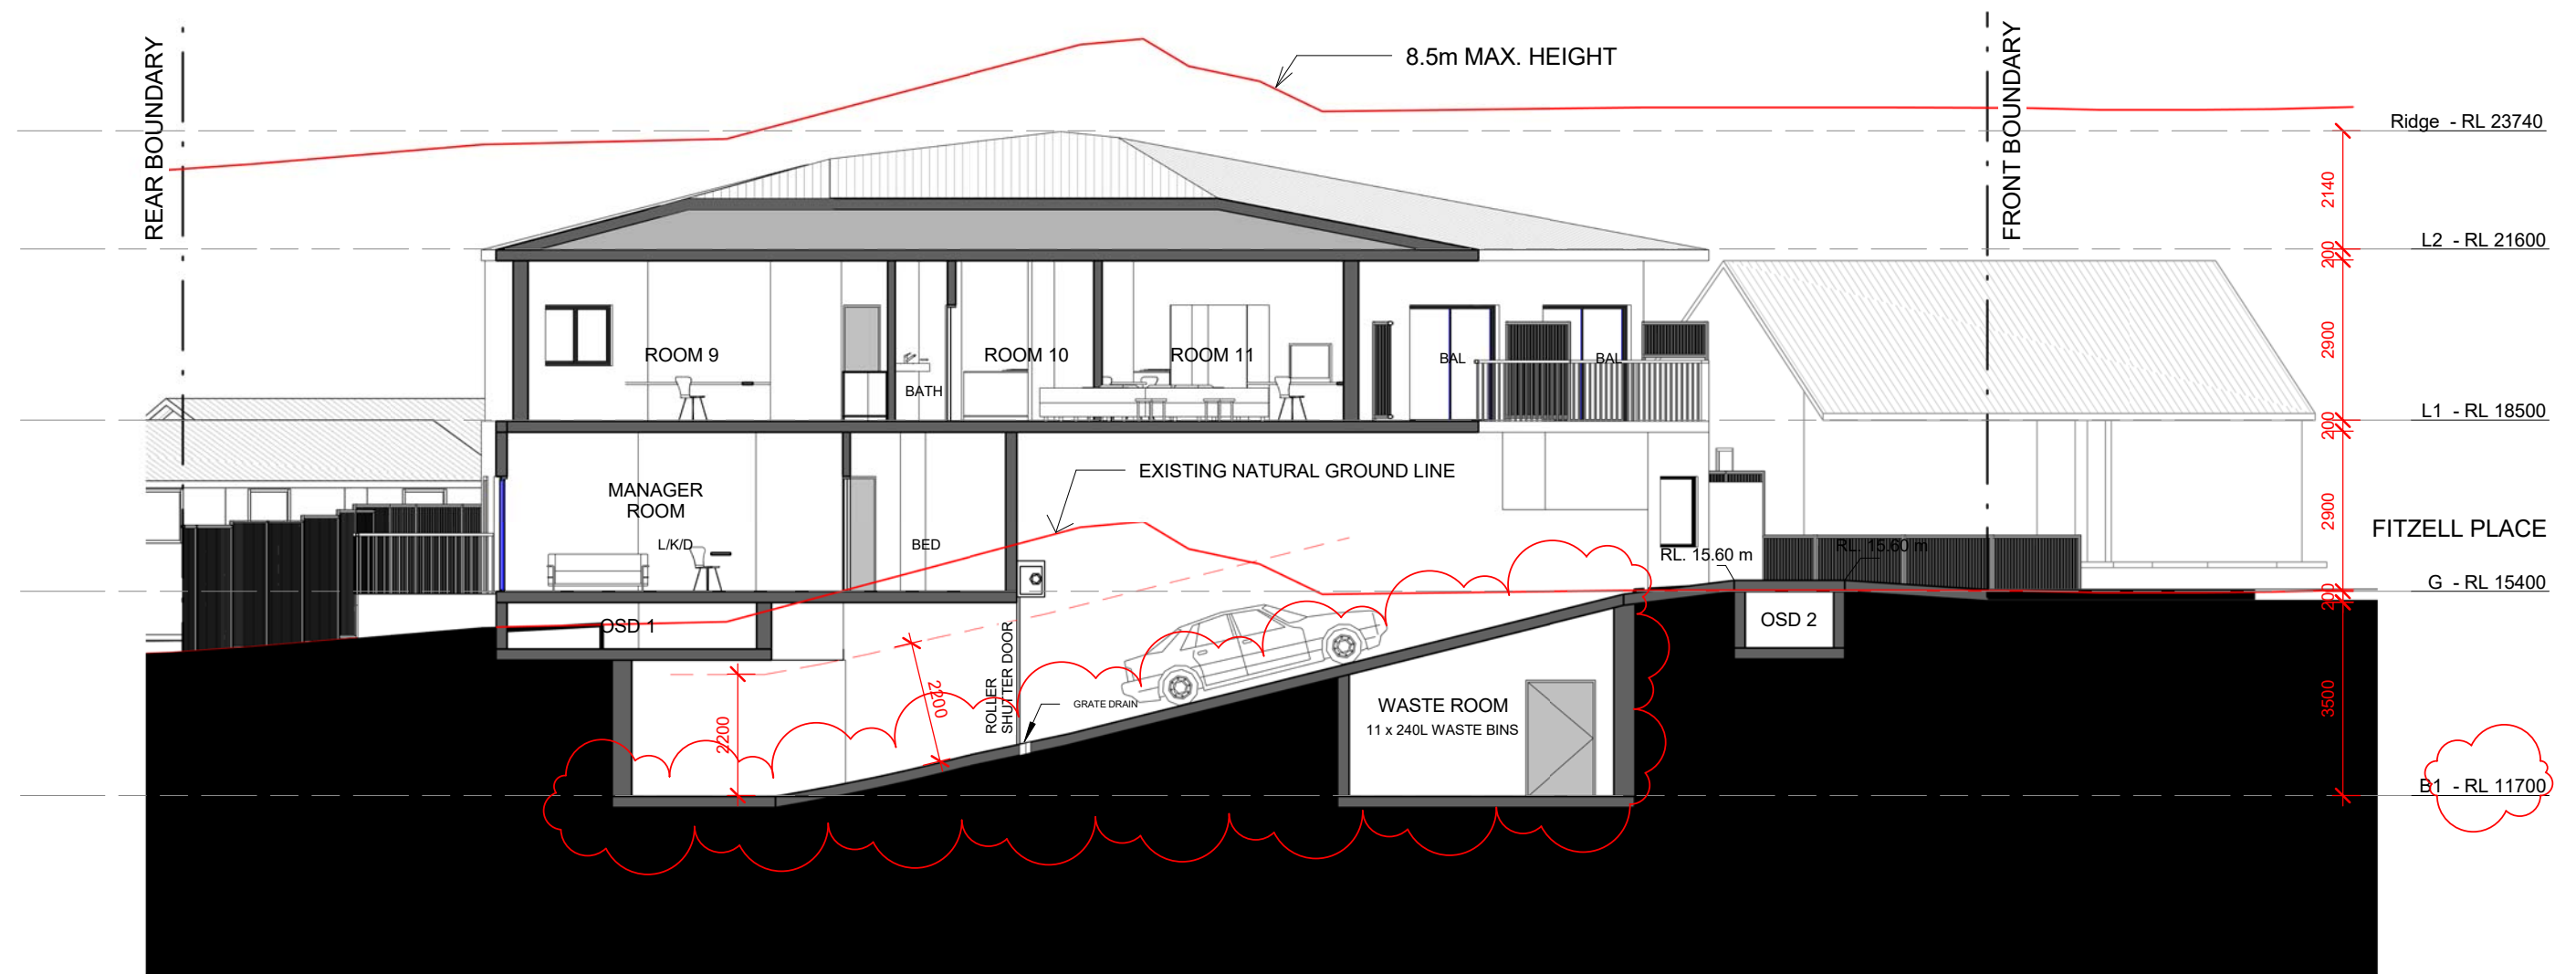 REAR BOUNDARY
8.5m MAX. HEIGHT
FRONT BOUNDARY
Ridge - RL 23740
2140
L2 - RL 21600
200
ROOM 9
BATH
ROOM 10
ROOM 11
BAL
BAL
2900
L1 - RL 18500
200
EXISTING NATURAL GROUND LINE
MANAGER
ROOM
L/K/D
BED
2900
FITZELL PLACE
RL. 15.60 m
RL. 15.60 m
G - RL 15400
200
OSD 1
OSD 2
ROLLER
SHUTTER DOOR
2200
2200
GRATE DRAIN
WASTE ROOM
11 x 240L WASTE BINS
3500
B1 - RL 11700